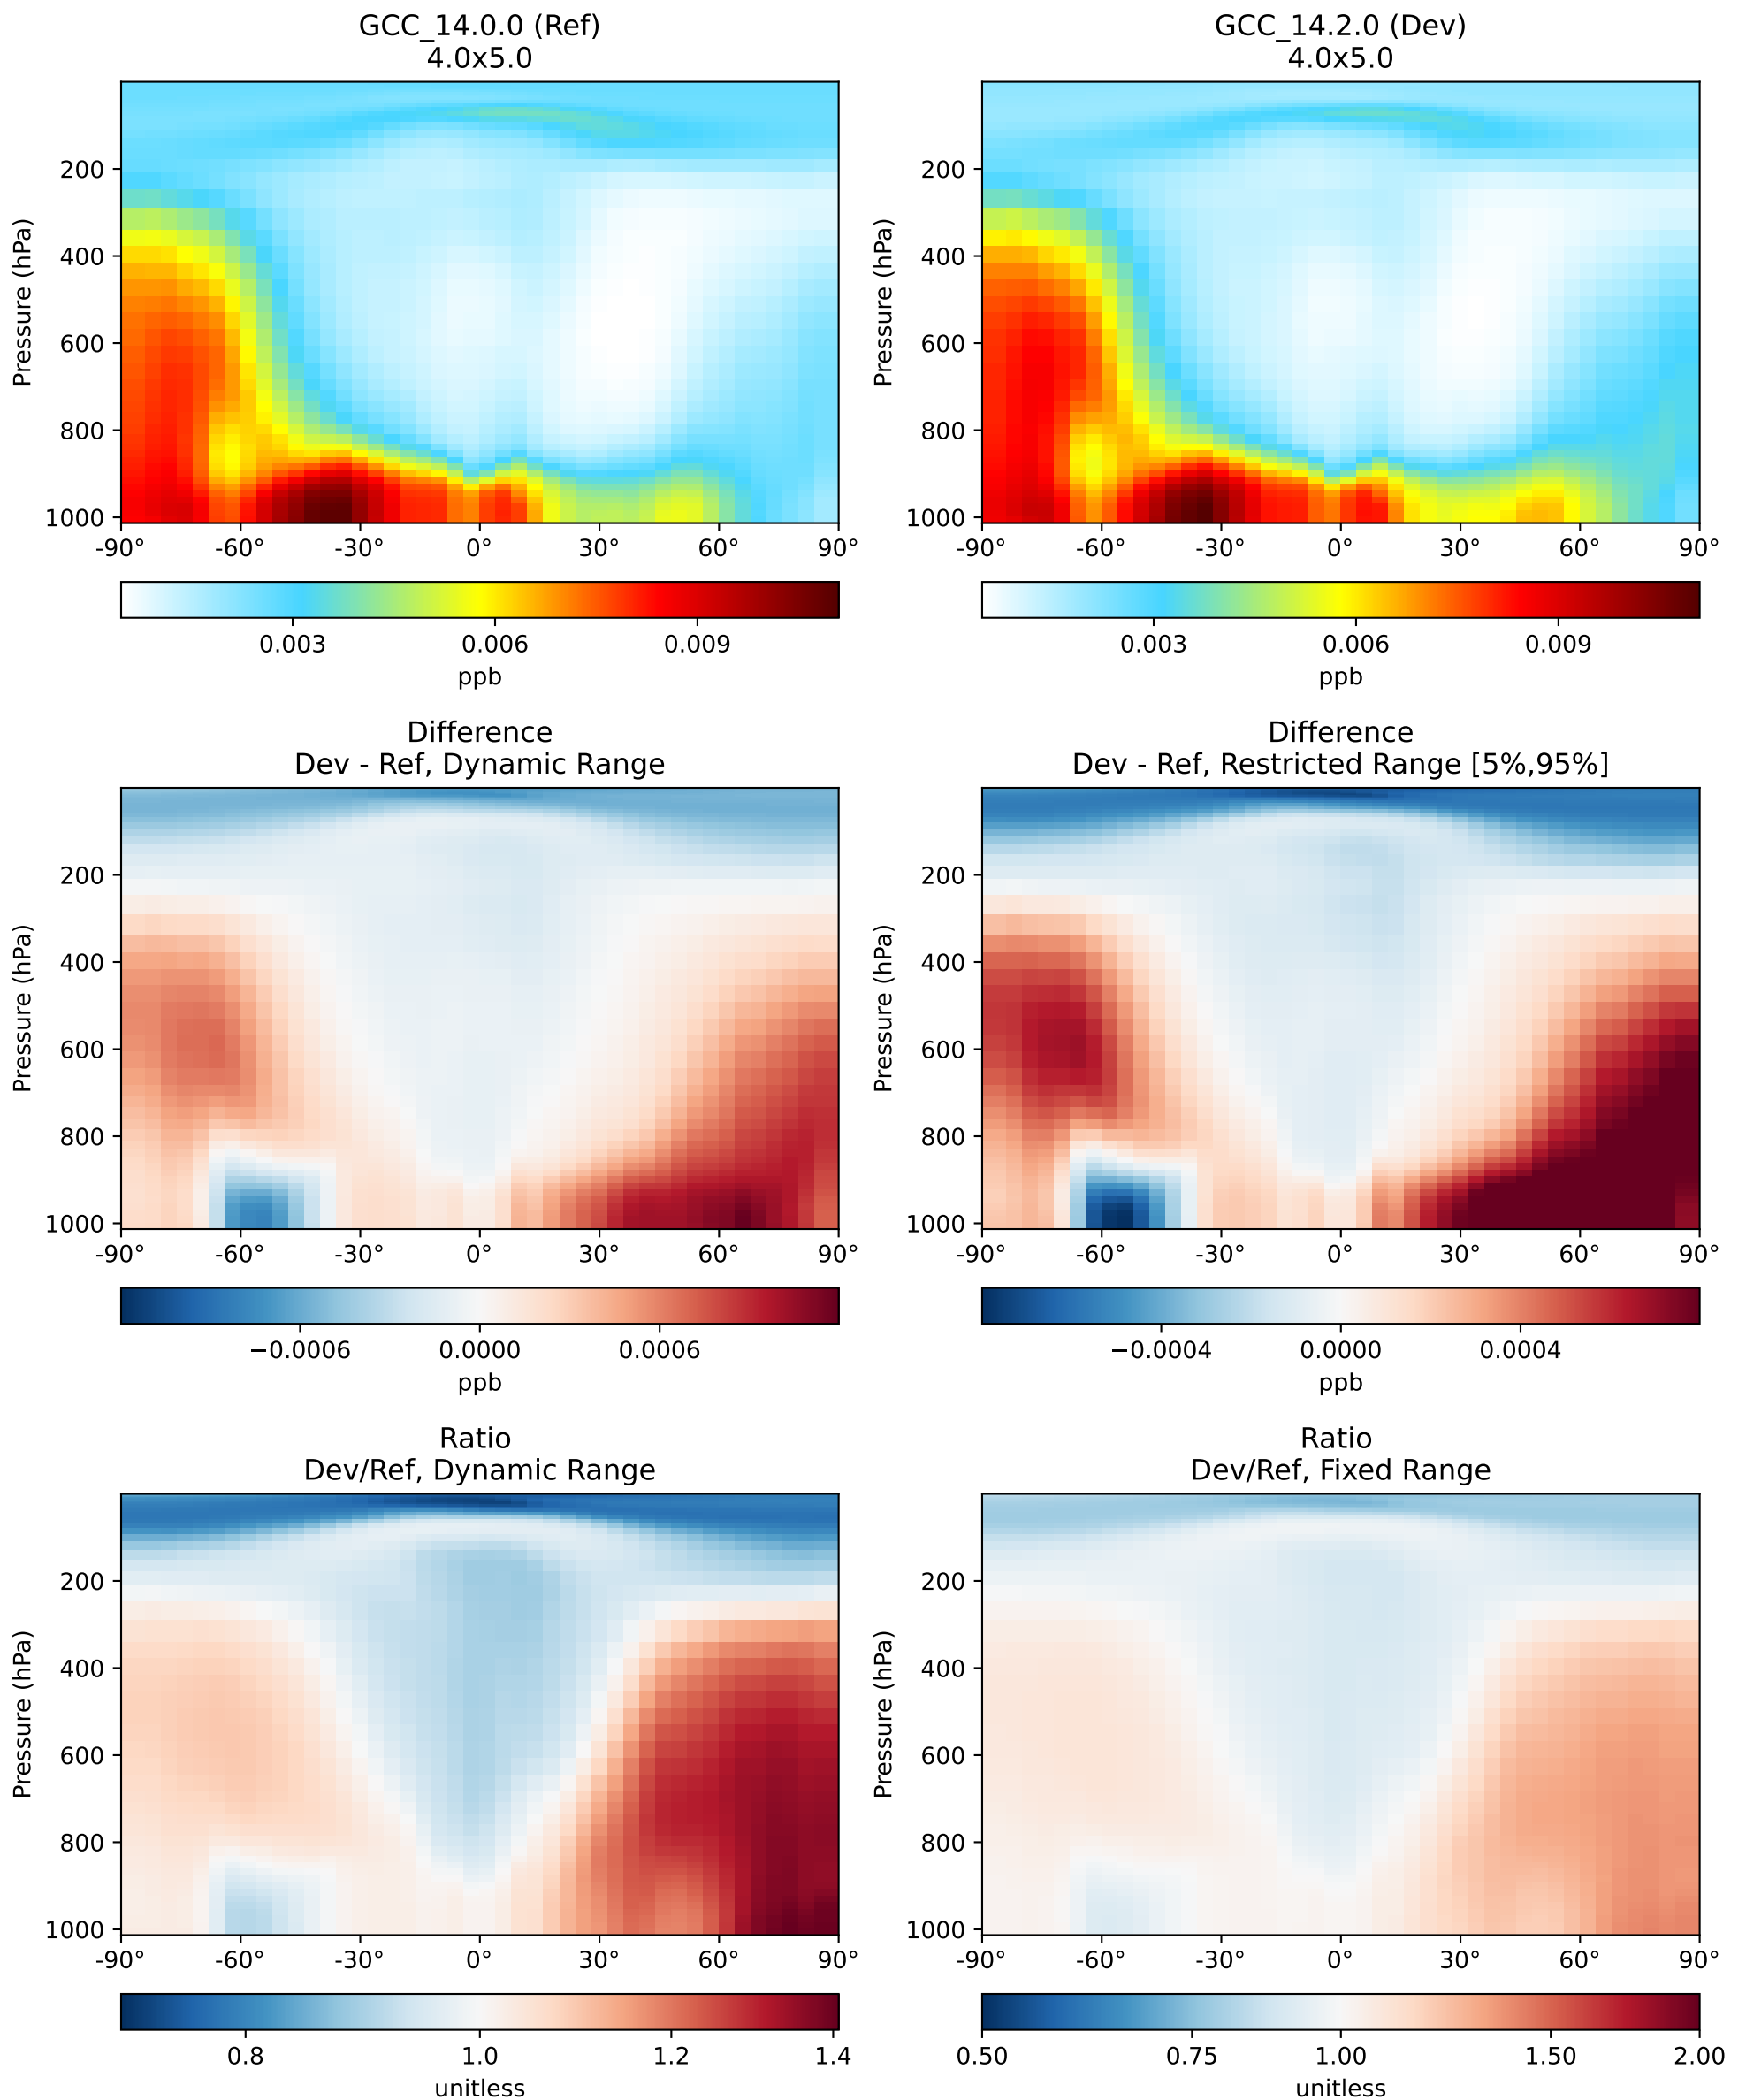 GCC_14.0.0 (Ref)
4.0x5.0
Pressure (hPa)
200
400
600
800
1000
-90° -60° -30° 0° 30° 60° 90°
0.003 0.006 0.009
ppb
GCC_14.2.0 (Dev)
4.0x5.0
Pressure (hPa)
200
400
600
800
1000
-90° -60° -30° 0° 30° 60° 90°
0.003 0.006 0.009
ppb
Difference
Dev - Ref, Dynamic Range
Pressure (hPa)
200
400
600
800
1000
-90° -60° -30° 0° 30° 60° 90°
−0.0006 0.0000 0.0006
ppb
Difference
Dev - Ref, Restricted Range [5%,95%]
Pressure (hPa)
200
400
600
800
1000
-90° -60° -30° 0° 30° 60° 90°
−0.0004 0.0000 0.0004
ppb
Ratio
Dev/Ref, Dynamic Range
Pressure (hPa)
200
400
600
800
1000
-90° -60° -30° 0° 30° 60° 90°
0.8 1.0 1.2 1.4
unitless
Ratio
Dev/Ref, Fixed Range
Pressure (hPa)
200
400
600
800
1000
-90° -60° -30° 0° 30° 60° 90°
0.50 0.75 1.00 1.50 2.00
unitless